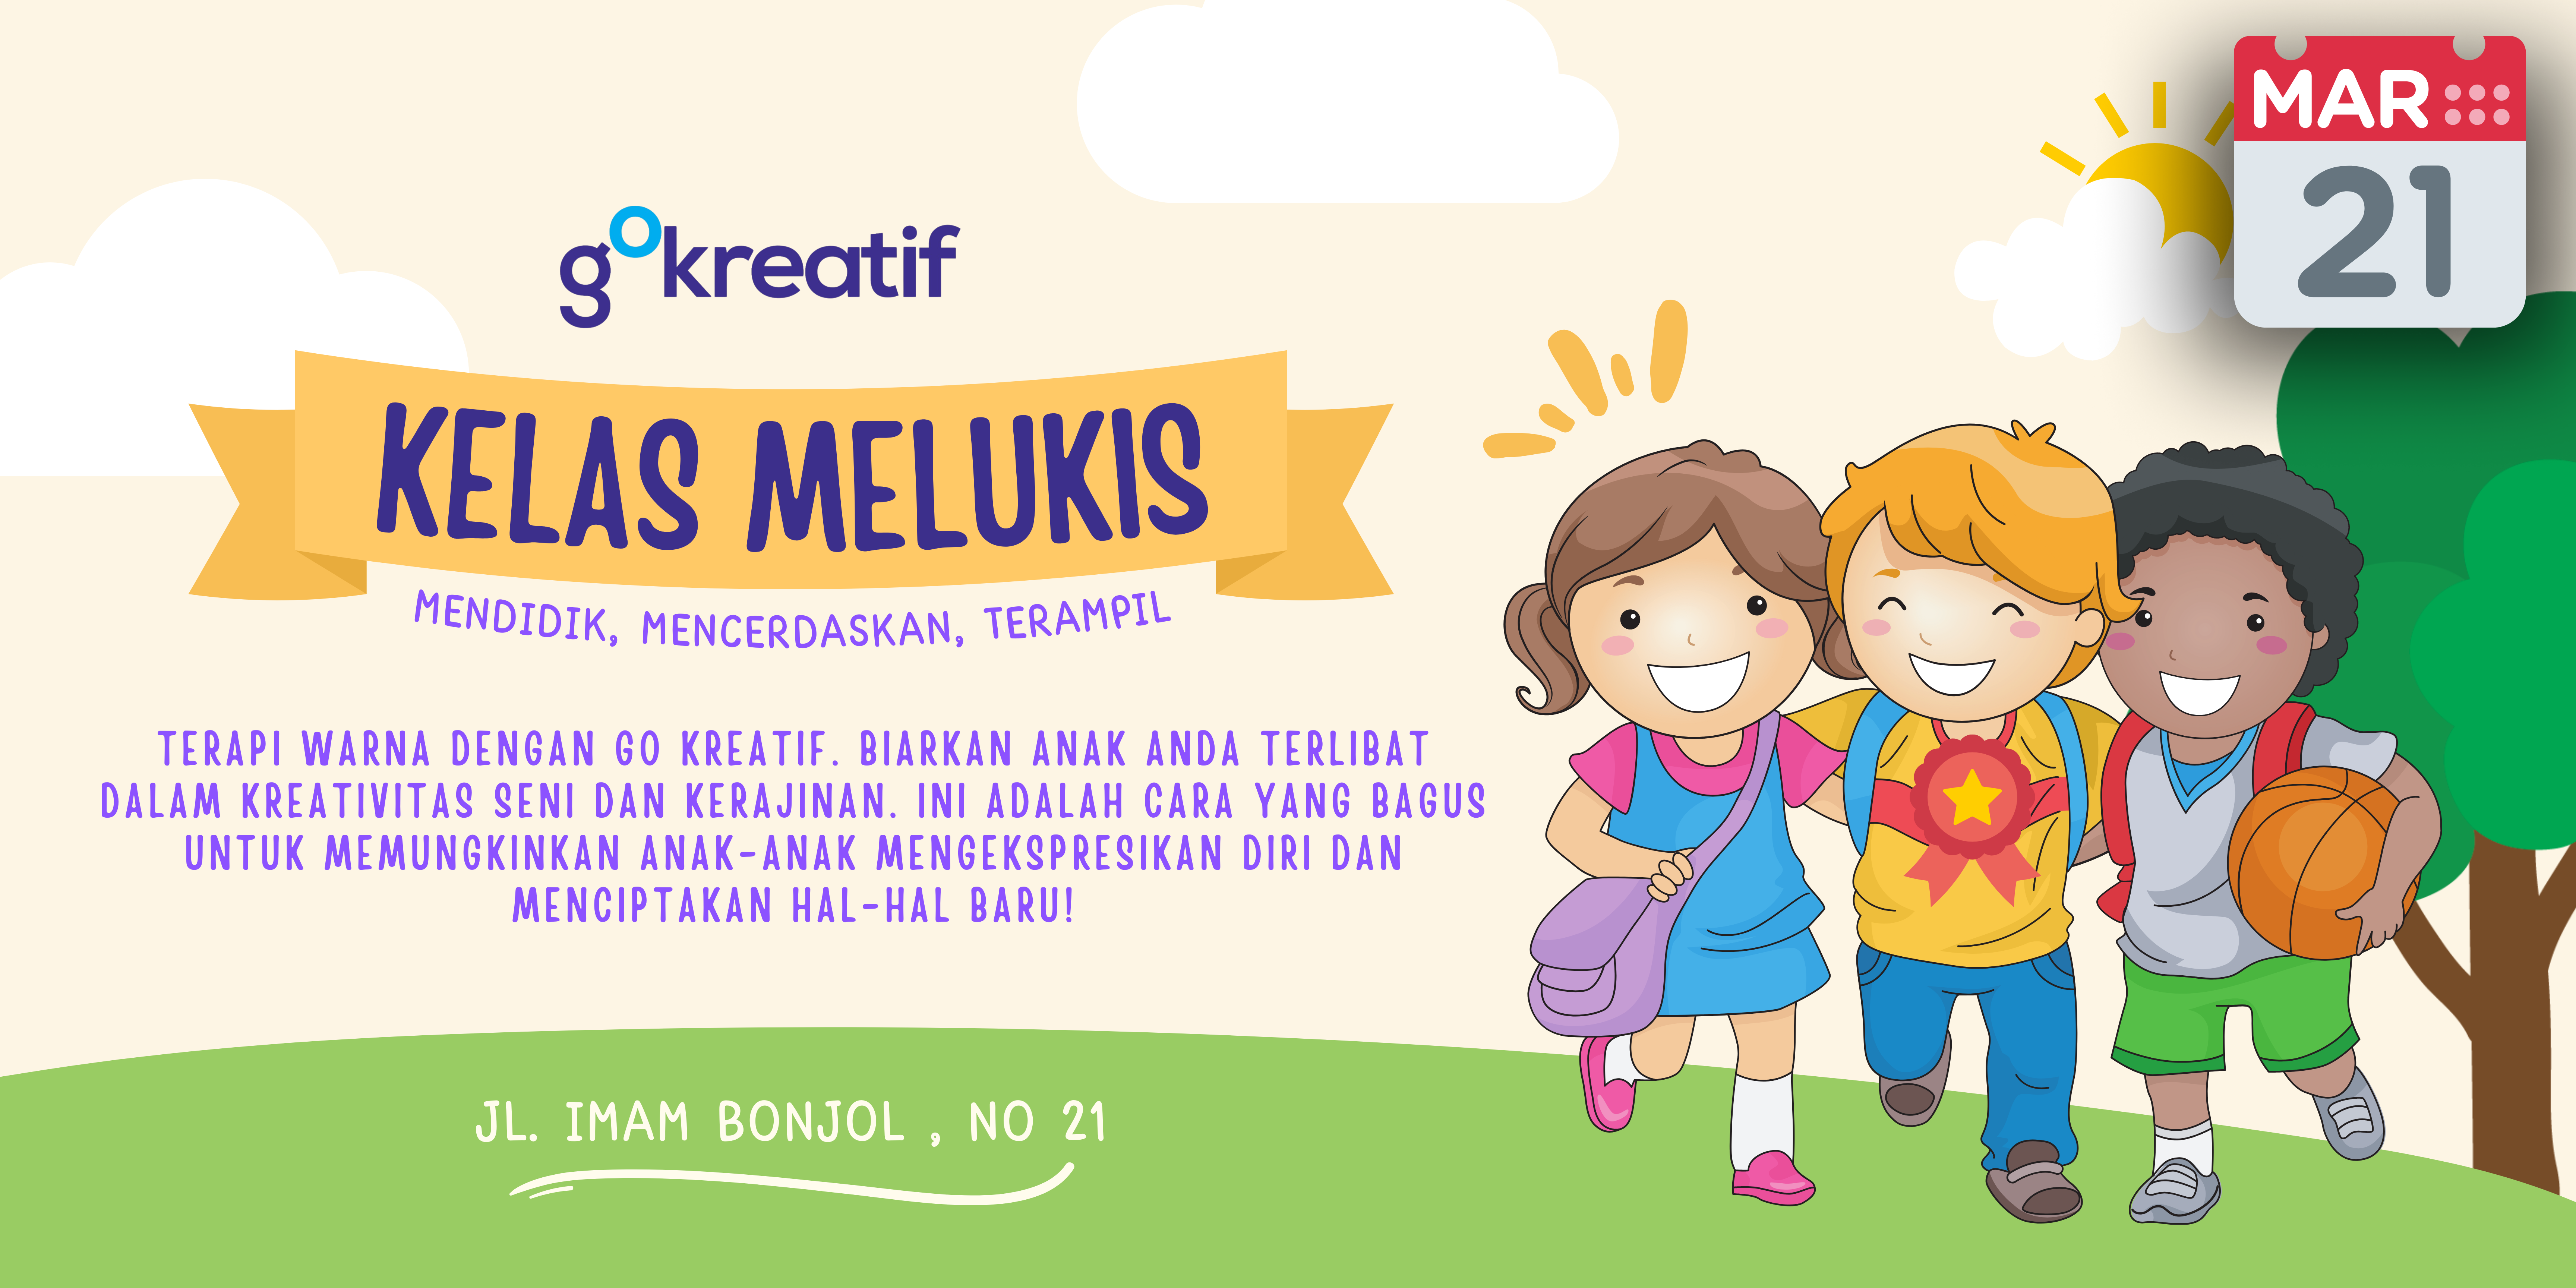 MAR
21
gokreatif
KELAS MELUKIS
MENDIDIK, MENCERDASKAN, TERAMPIL
TERAPI WARNA DENGAN GO KREATIF. BIARKAN ANAK ANDA TERLIBAT
DALAM KREATIVITAS SENI DAN KERAJINAN. INI ADALAH CARA YANG BAGUS
UNTUK MEMUNGKINKAN ANAK-ANAK MENGEKSPRESIKAN DIRI DAN
MENCIPTAKAN HAL-HAL BARU!
JL. IMAM BONJOL , NO 21